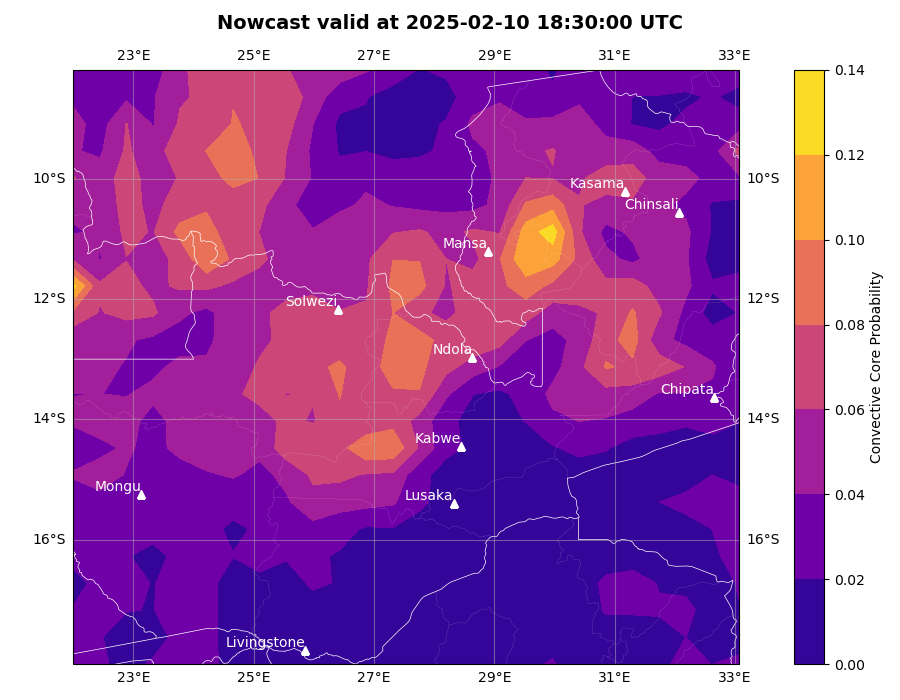 Nowcast valid at 2025-02-10 18:30:00 UTC
23°E 25°E 27°E 29°E 31°E 33°E
10°S 12°S 14°S 16°S
10°S 12°S 14°S 16°S
Kasama
Chinsali
Mansa
Solwezi
Ndola
Chipata
Kabwe
Mongu
Lusaka
Livingstone
23°E 25°E 27°E 29°E 31°E 33°E
0.14
0.12
0.10
0.08
0.06
0.04
0.02
0.00
Convective Core Probability